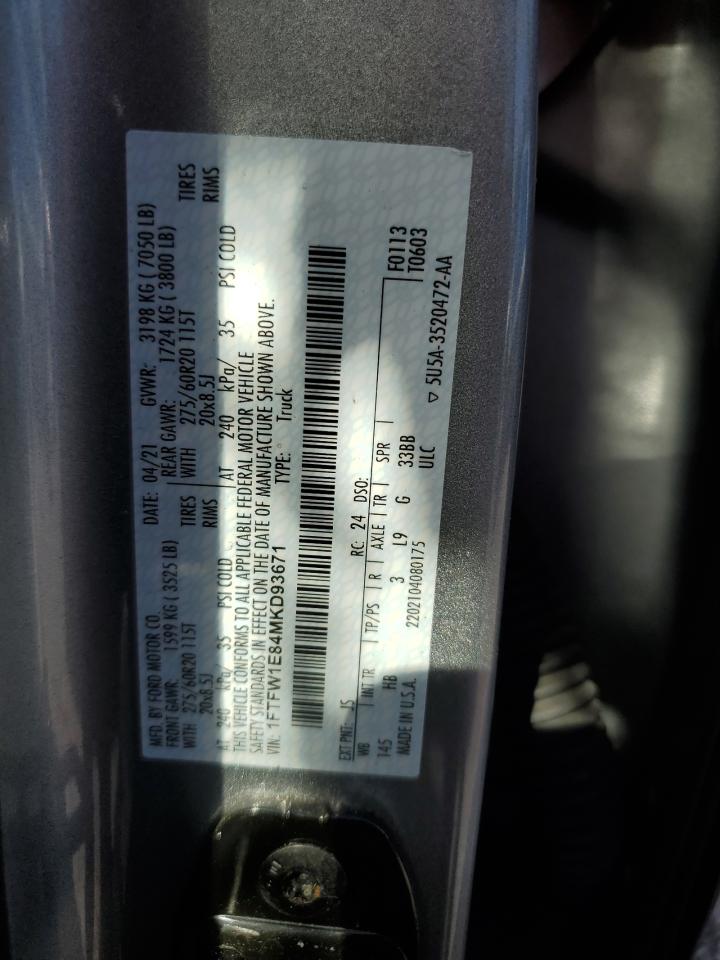 MFD. BY FORD MOTOR CO.
DATE: 04/21 GVWR: 3198 KG ( 7050 LB)
FRONT GAWR: 1599 KG ( 3525 LB)
REAR GAWR: 1724 KG ( 3800 LB)
WITH 275/60R20 115T TIRES
WITH 275/60R20 115T TIRES
20x8.5J RIMS
20x8.5J RIMS
AT 240 kPa/ 35 PSI COLD
AT 240 kPa/ 35 PSI COLD
THIS VEHICLE CONFORMS TO ALL APPLICABLE FEDERAL MOTOR VEHICLE
SAFETY STANDARDS IN EFFECT ON THE DATE OF MANUFACTURE SHOWN ABOVE.
VIN: 1FTFW1E84MKD93671
TYPE: Truck
EXT PNT: JS RC: 24 DSO: F0113
WB INT TR TP/PS R AXLE TR SPR T0603
145 HB 3 L9 G 33BB
MADE IN U.S.A. 2202104080175 ULC
▽ 5U5A-3520472-AA